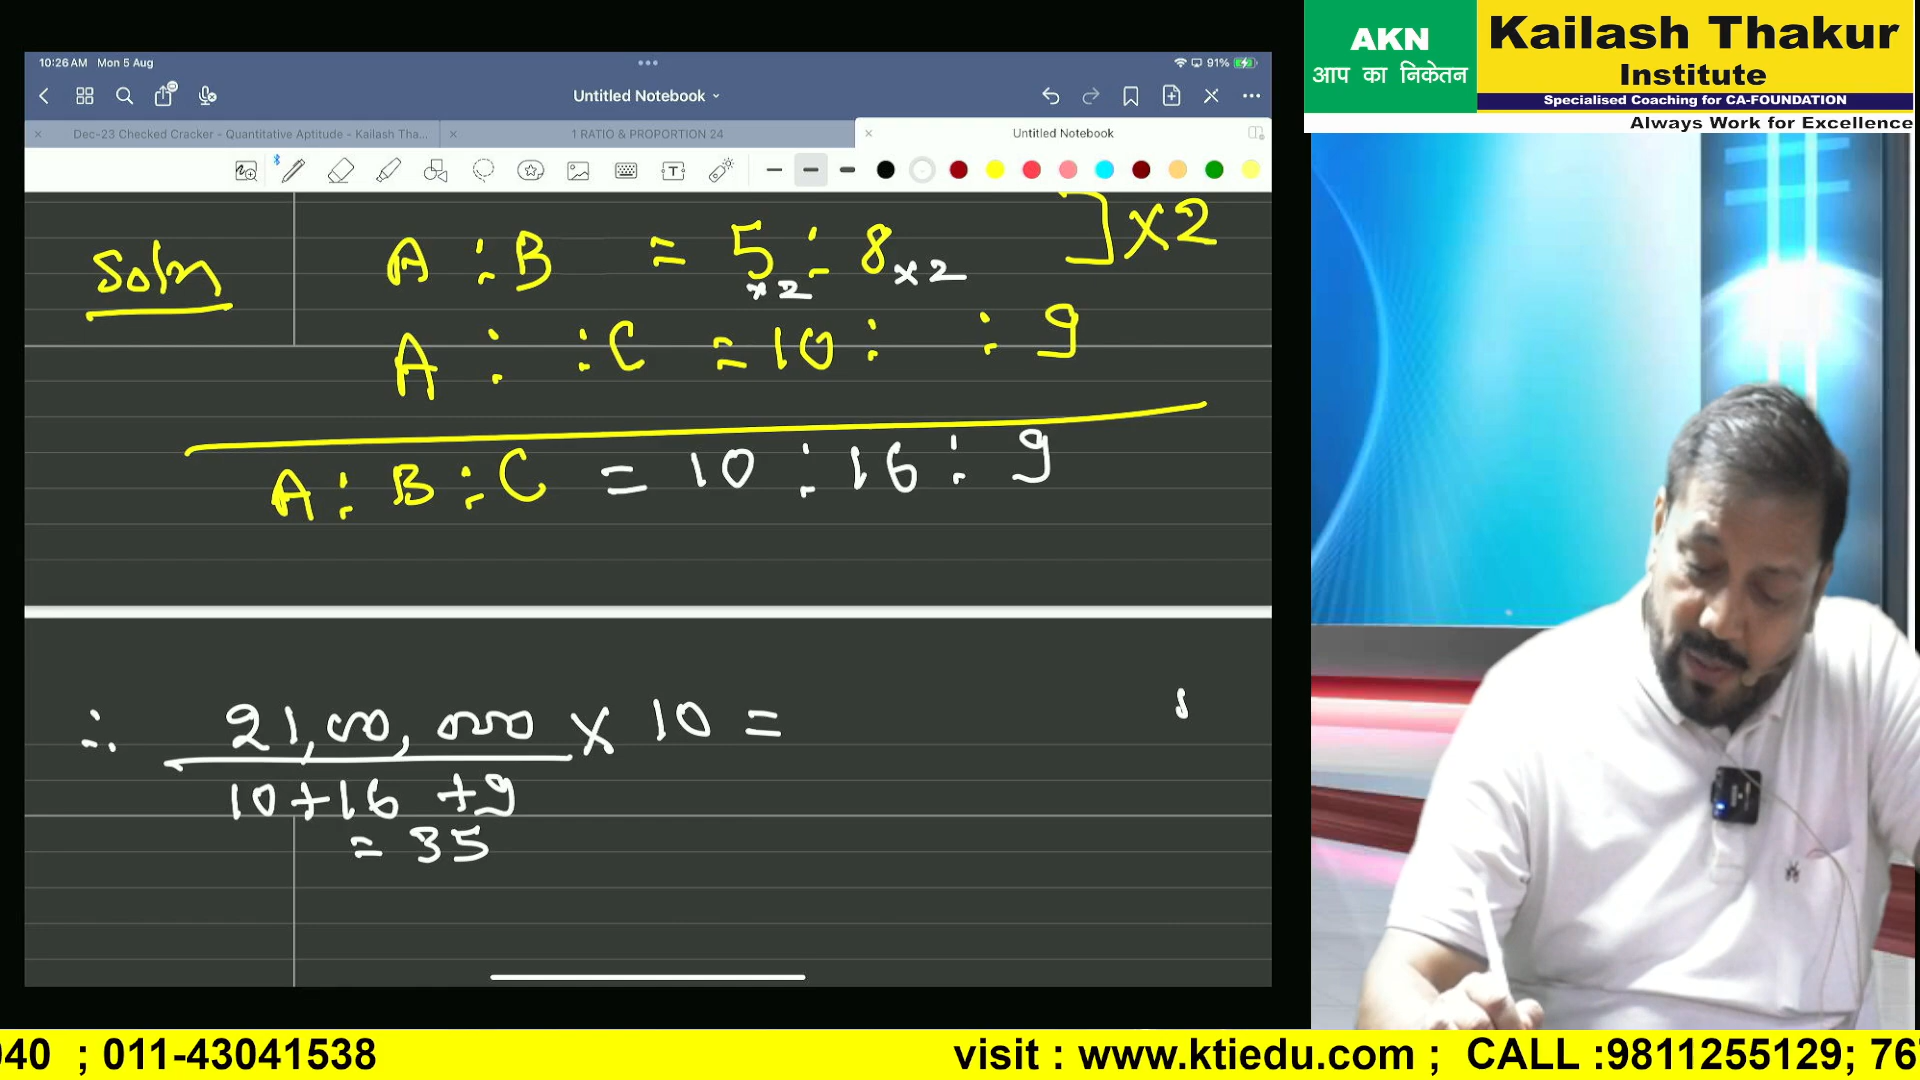 AKN
आप का निकेतन
Kailash Thakur
Institute
Specialised Coaching for CA-FOUNDATION
Always Work for Excellence
10:26 AM Mon 5 Aug
91%
Untitled Notebook
Dec-23 Checked Cracker - Quantitative Aptitude - Kailash Tha...
1 RATIO & PROPORTION 24
Untitled Notebook
Soln
A : B = 5 : 8 ] x2
x2 x2
A : : C = 10 : : 9
A : B : C = 10 : 16 : 9
∴ 21,00,000 x 10 =
10+16 +9
= 35
040 ; 011-43041538
visit : www.ktiedu.com ; CALL :9811255129; 76